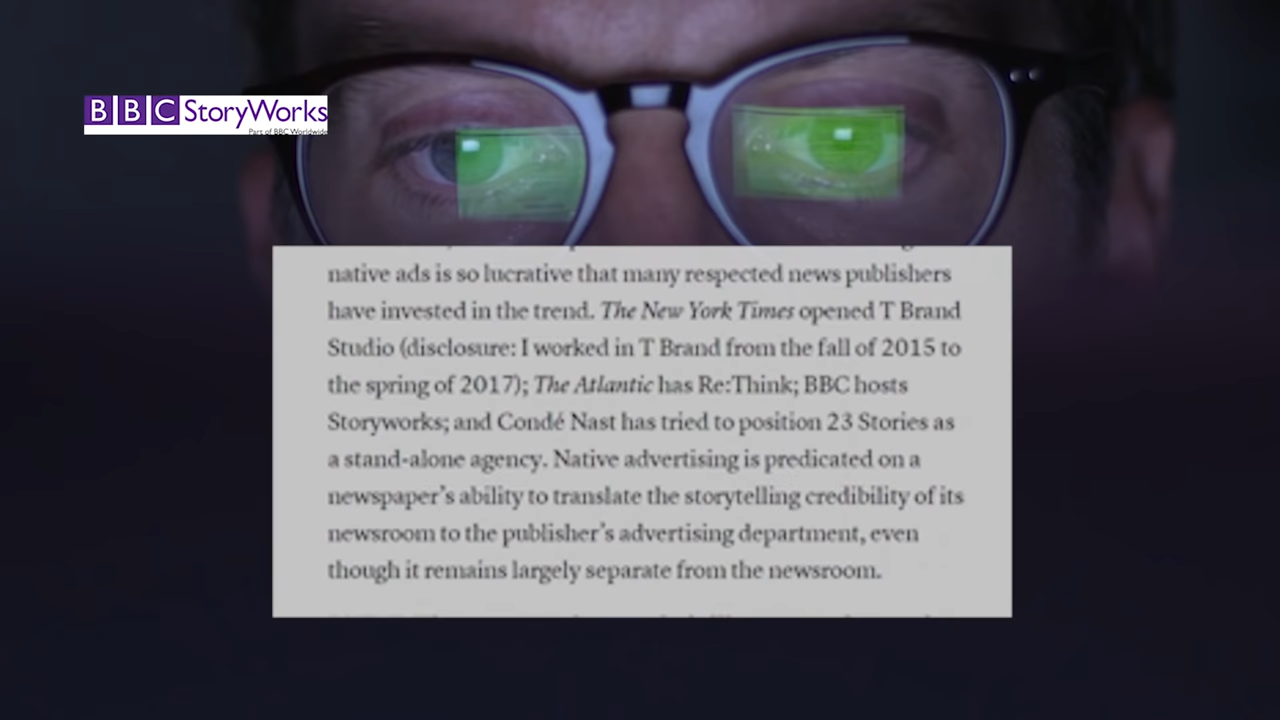 BBC StoryWorks
Part of BBC Worldwide
native ads is so lucrative that many respected news publishers
have invested in the trend. The New York Times opened T Brand
Studio (disclosure: I worked in T Brand from the fall of 2015 to
the spring of 2017); The Atlantic has Re:Think; BBC hosts
Storyworks; and Condé Nast has tried to position 23 Stories as
a stand-alone agency. Native advertising is predicated on a
newspaper’s ability to translate the storytelling credibility of its
newsroom to the publisher’s advertising department, even
though it remains largely separate from the newsroom.